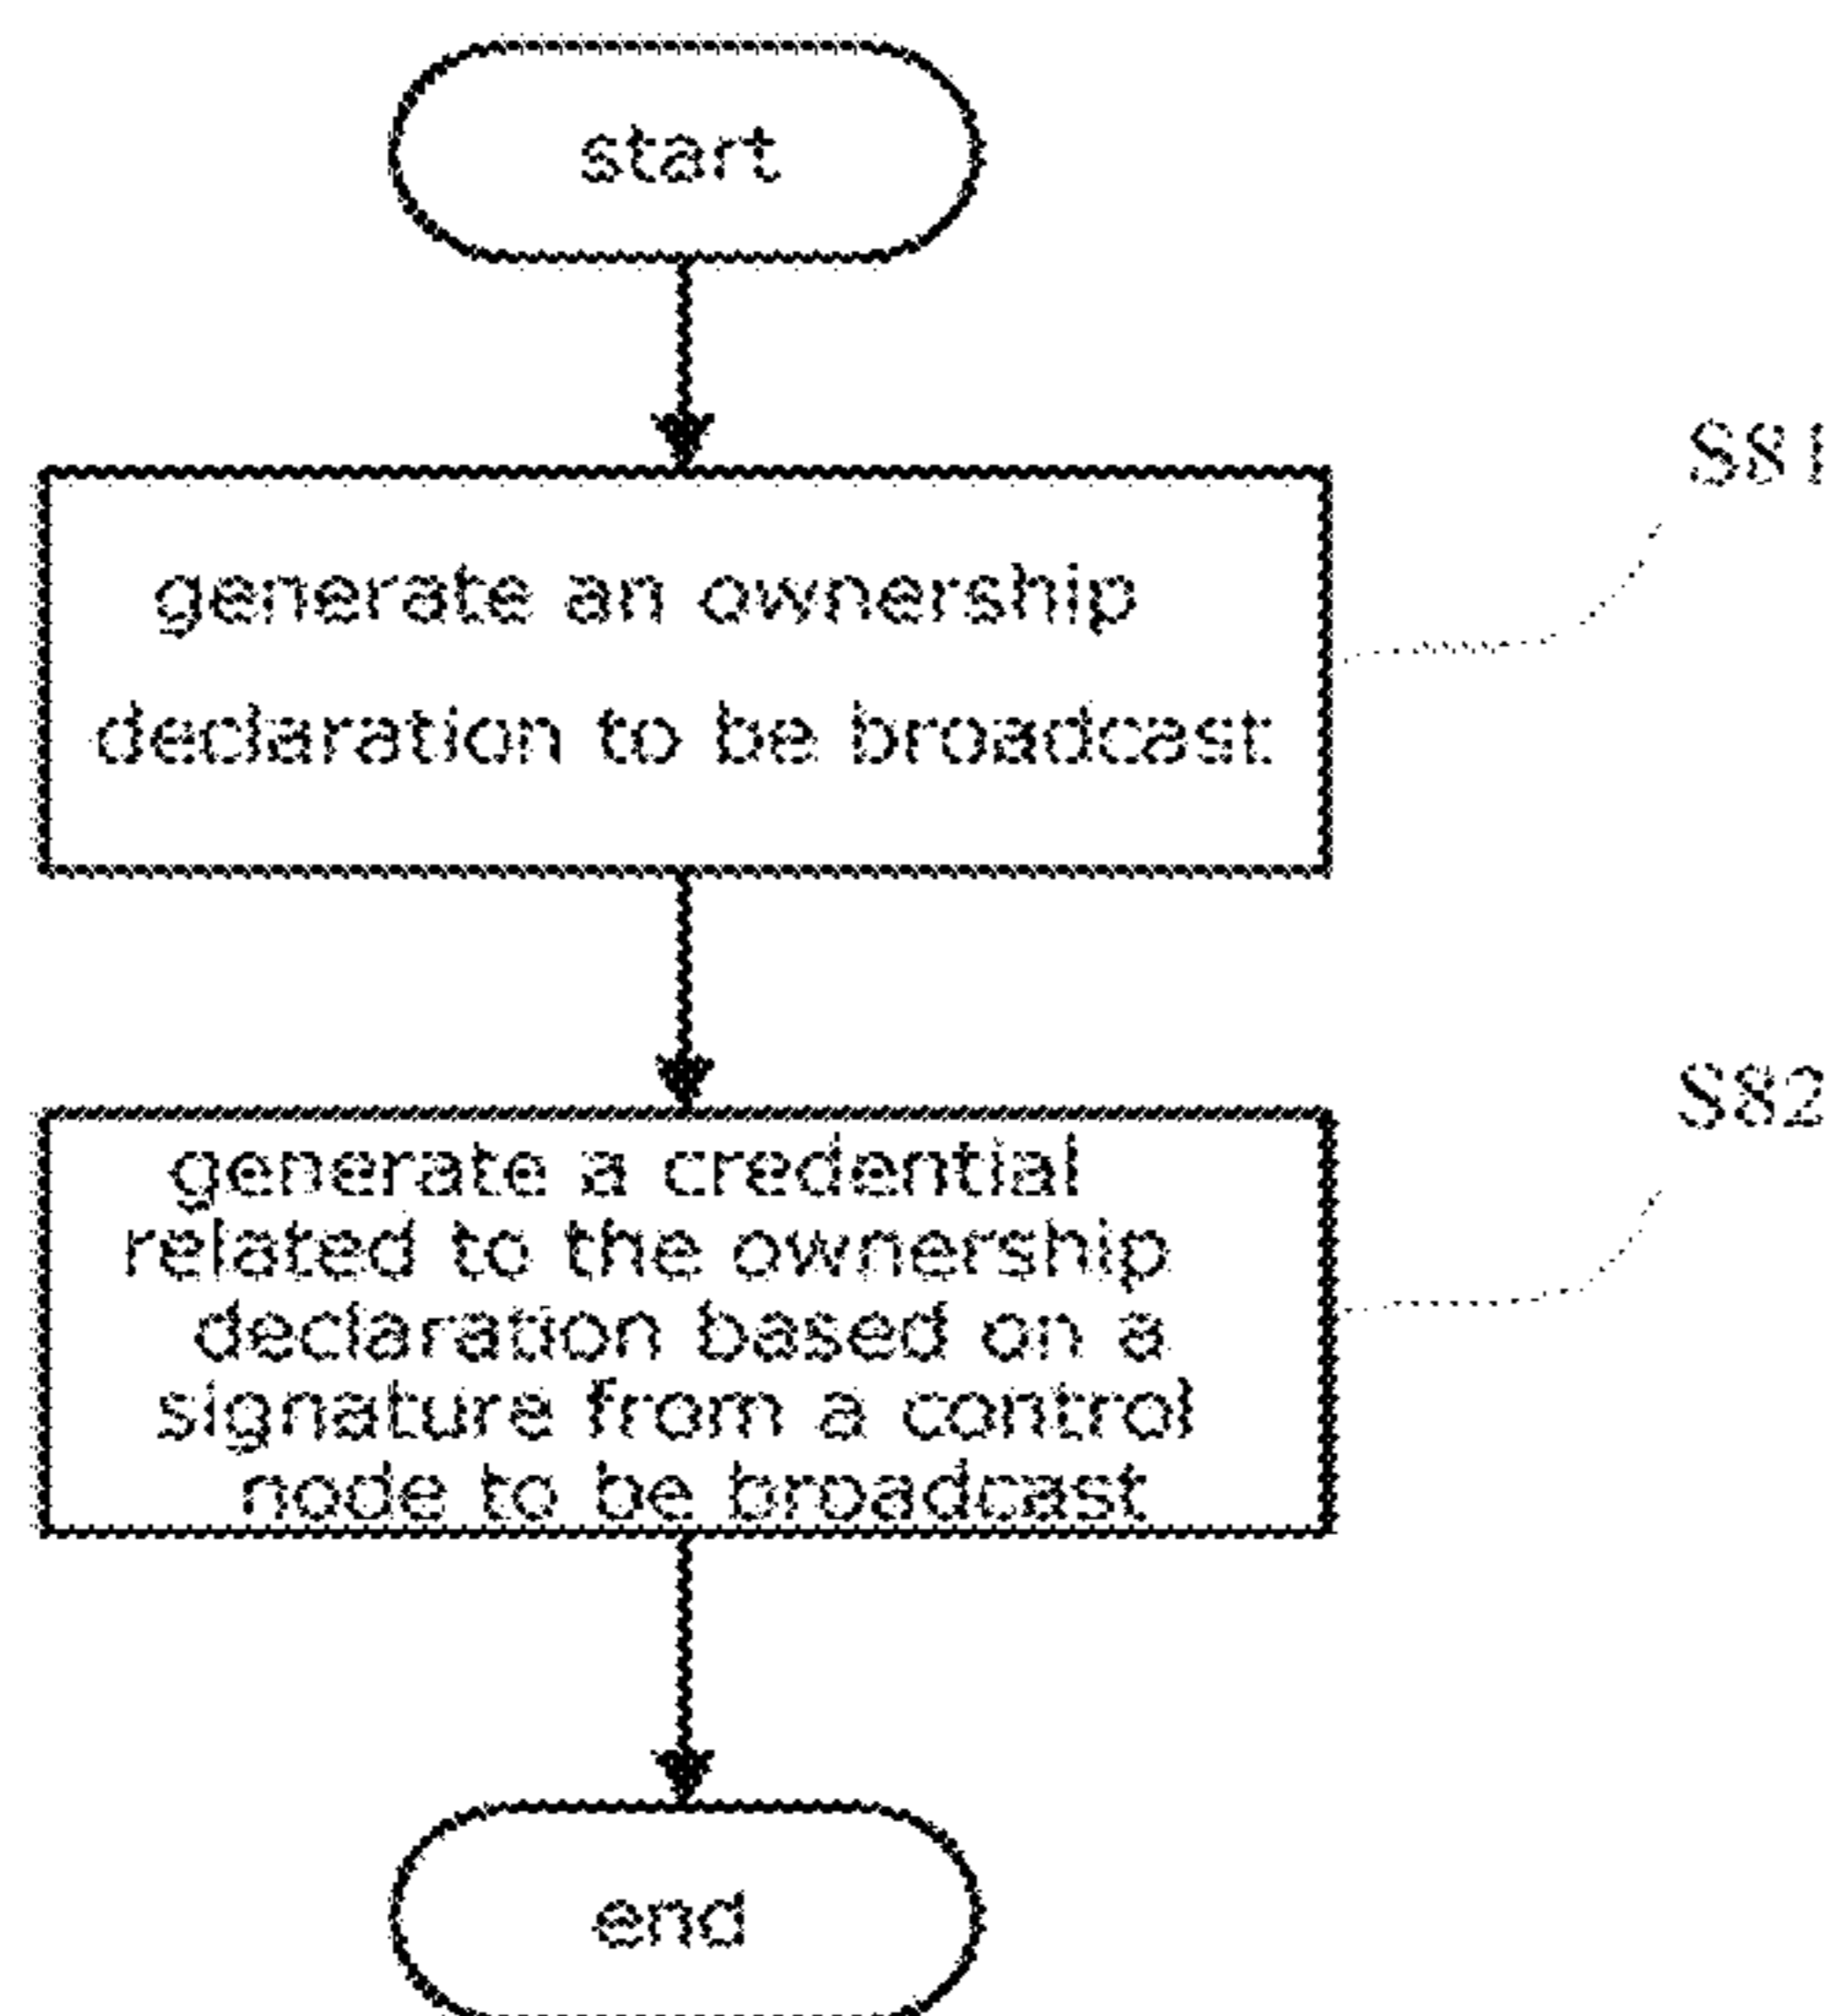 start
S81
generate an ownership
declaration to be broadcast
S82
generate a credential
related to the ownership
declaration based on a
signature from a control
node to be broadcast
end